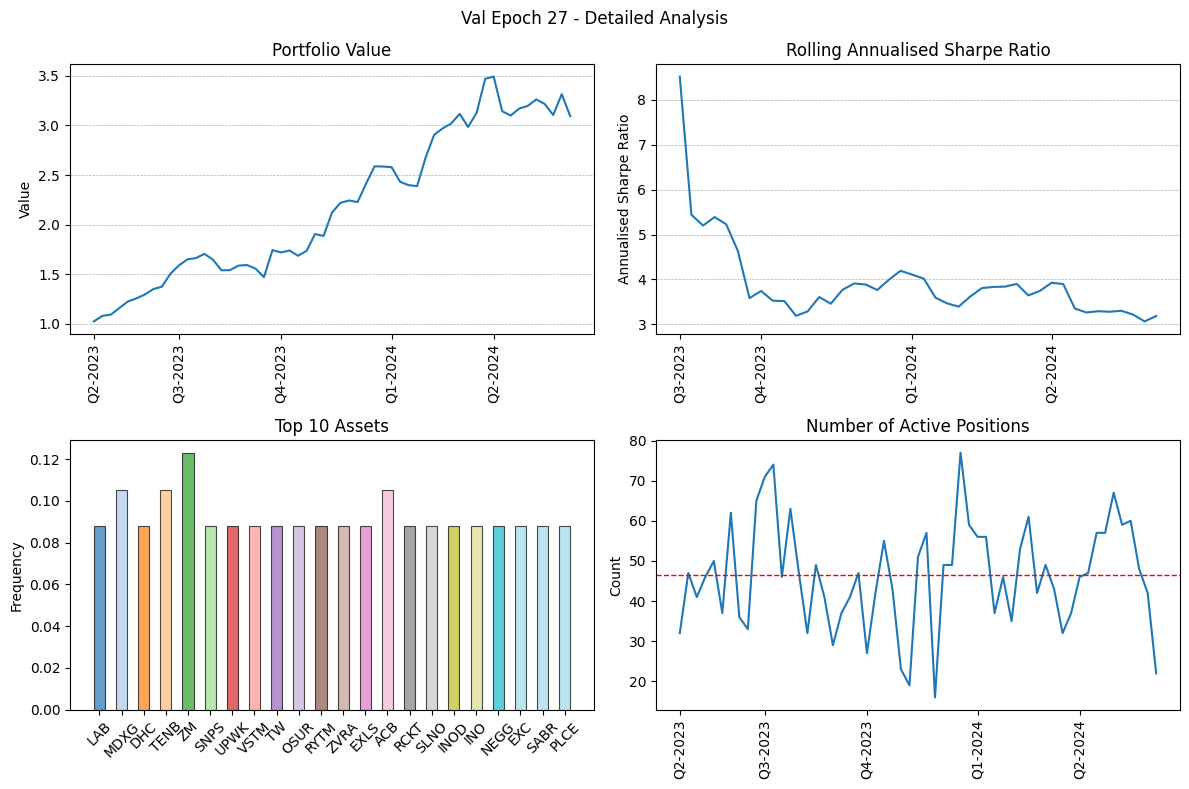 Val Epoch 27 - Detailed Analysis
Portfolio Value
Value
3.5
3.0
2.5
2.0
1.5
1.0
Q2-2023
Q3-2023
Q4-2023
Q1-2024
Q2-2024
Rolling Annualised Sharpe Ratio
Annualised Sharpe Ratio
8
7
6
5
4
3
Q3-2023
Q4-2023
Q1-2024
Q2-2024
Top 10 Assets
Frequency
0.12
0.10
0.08
0.06
0.04
0.02
0.00
LAB
MDXG
DHC
TENB
ZM
SNPS
UPWK
VSTM
TW
OSUR
RYTM
ZVRA
EXLS
ACB
RCKT
SLNO
INOD
INO
NEGG
EXC
SABR
PLCE
Number of Active Positions
Count
80
70
60
50
40
30
20
Q2-2023
Q3-2023
Q4-2023
Q1-2024
Q2-2024